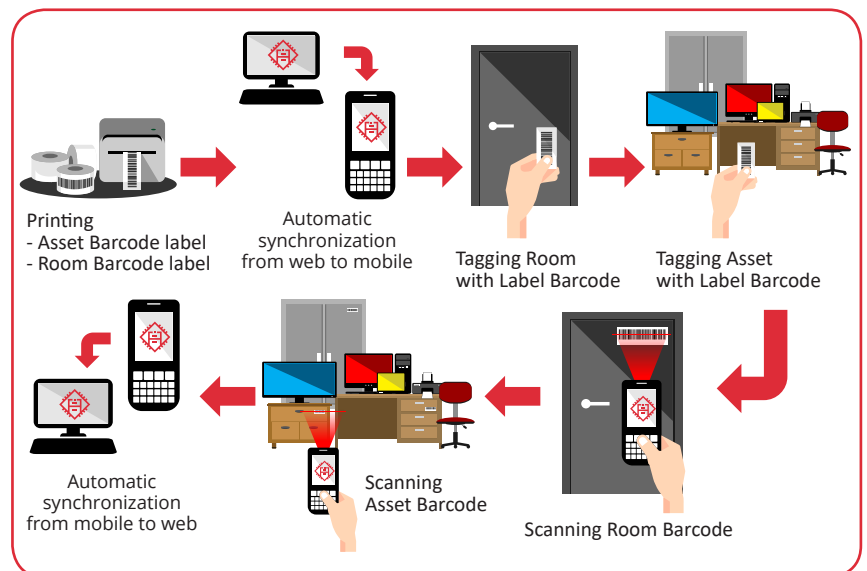 Printing
- Asset Barcode label
- Room Barcode label
Automatic
synchronization
from web to mobile
Tagging Room
with Label Barcode
Tagging Asset
with Label Barcode
Scanning Room Barcode
Scanning
Asset Barcode
Automatic
synchronization
from mobile to web